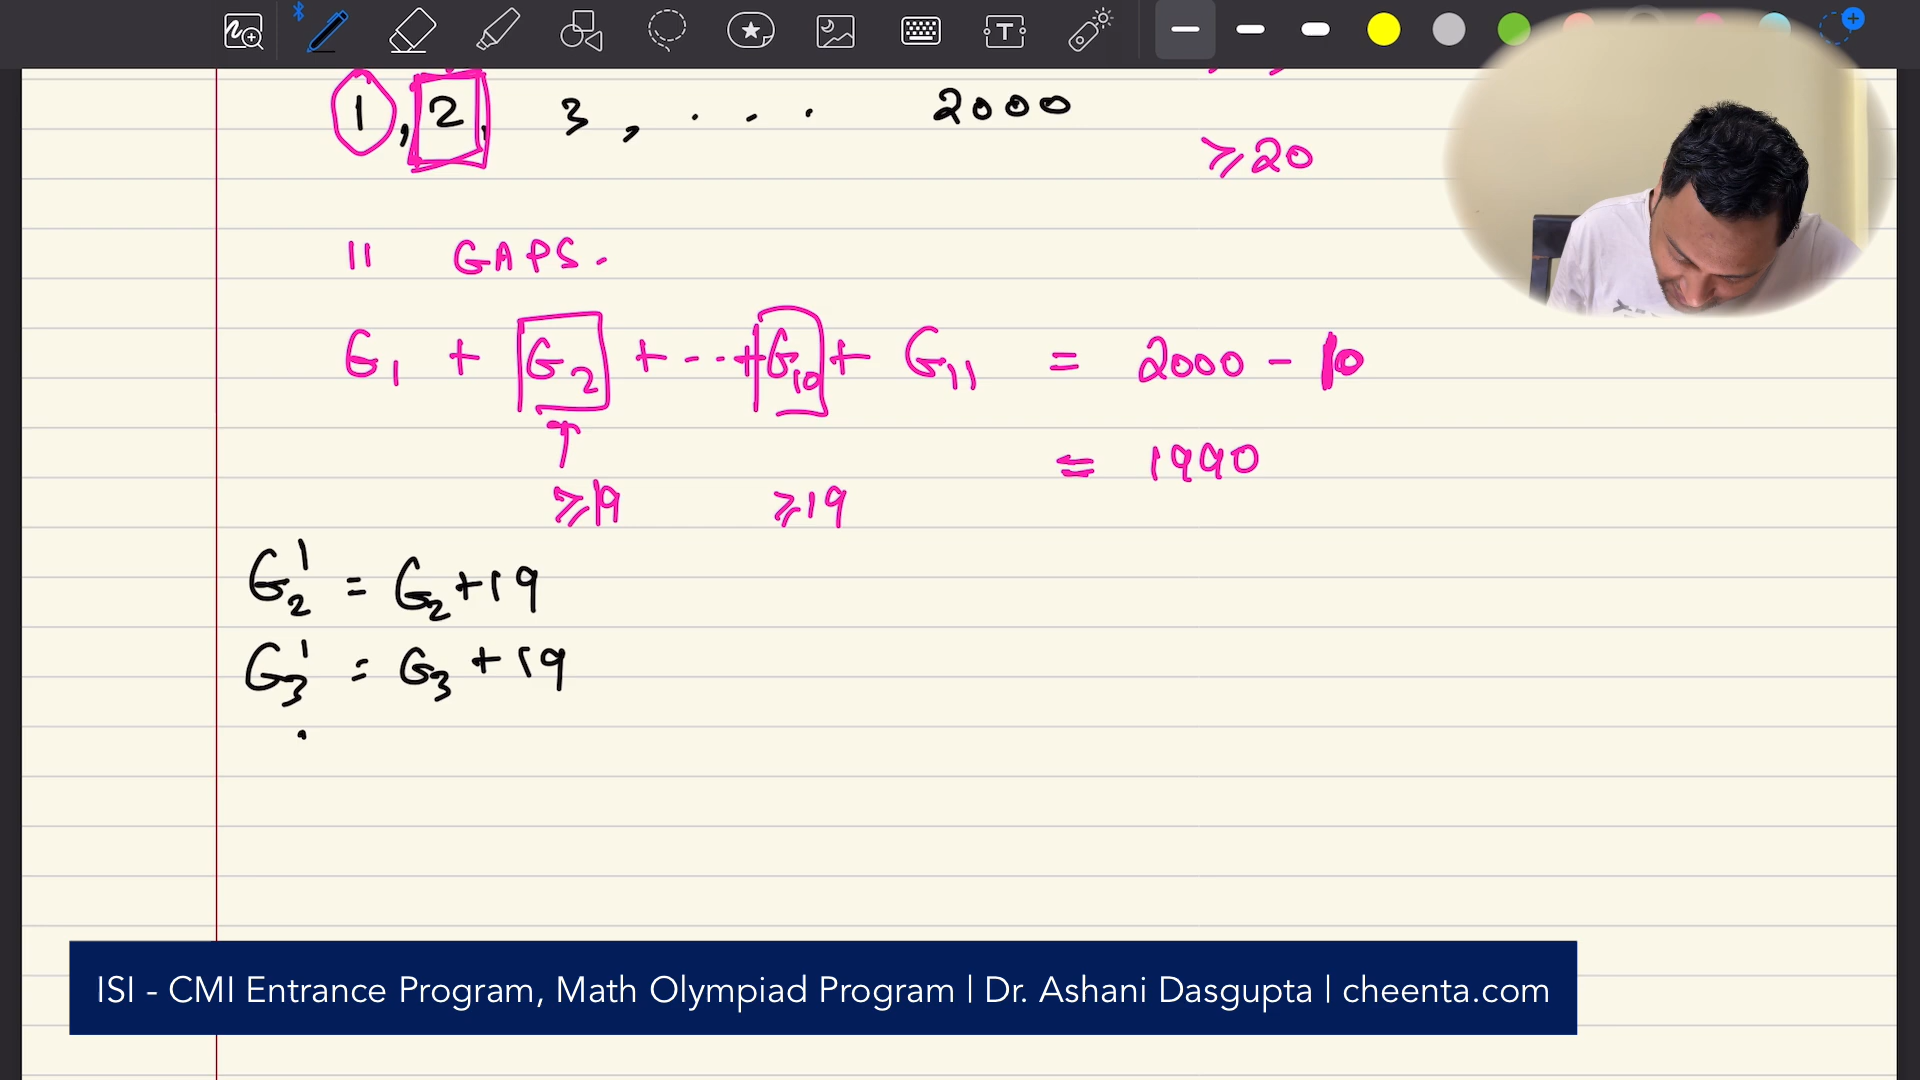 1, 2, 3, . . . 2000
⩾20
11 GAPS.
G₁ + G₂ + --+ G₁₀ + G₁₁ = 2000 - 10
= 1990
⩾19 ⩾19
G₂' = G₂ + 19
G₃' = G₃ + 19
.
ISI - CMI Entrance Program, Math Olympiad Program | Dr. Ashani Dasgupta | cheenta.com